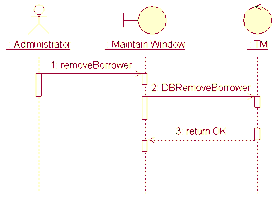 Administrator
Maintain Window
TM
1: removeBorrower
2: DBRemoveBorrower
3: return OK